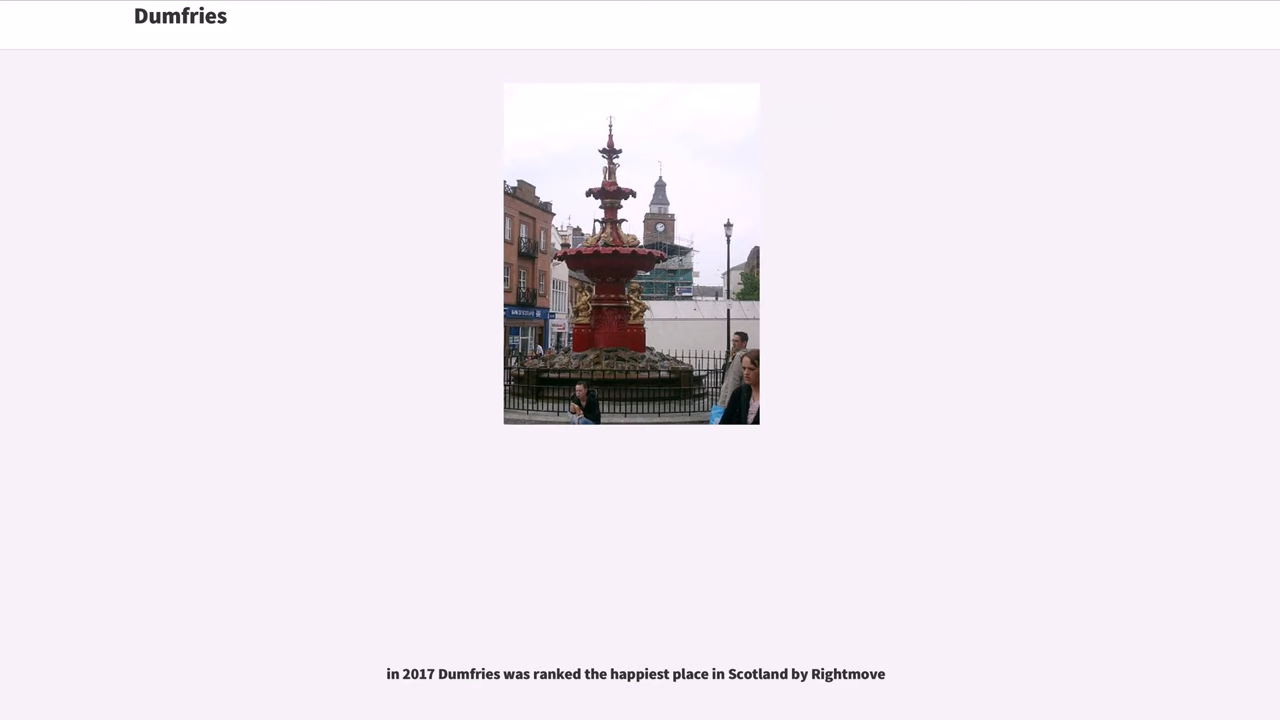 Dumfries
in 2017 Dumfries was ranked the happiest place in Scotland by Rightmove